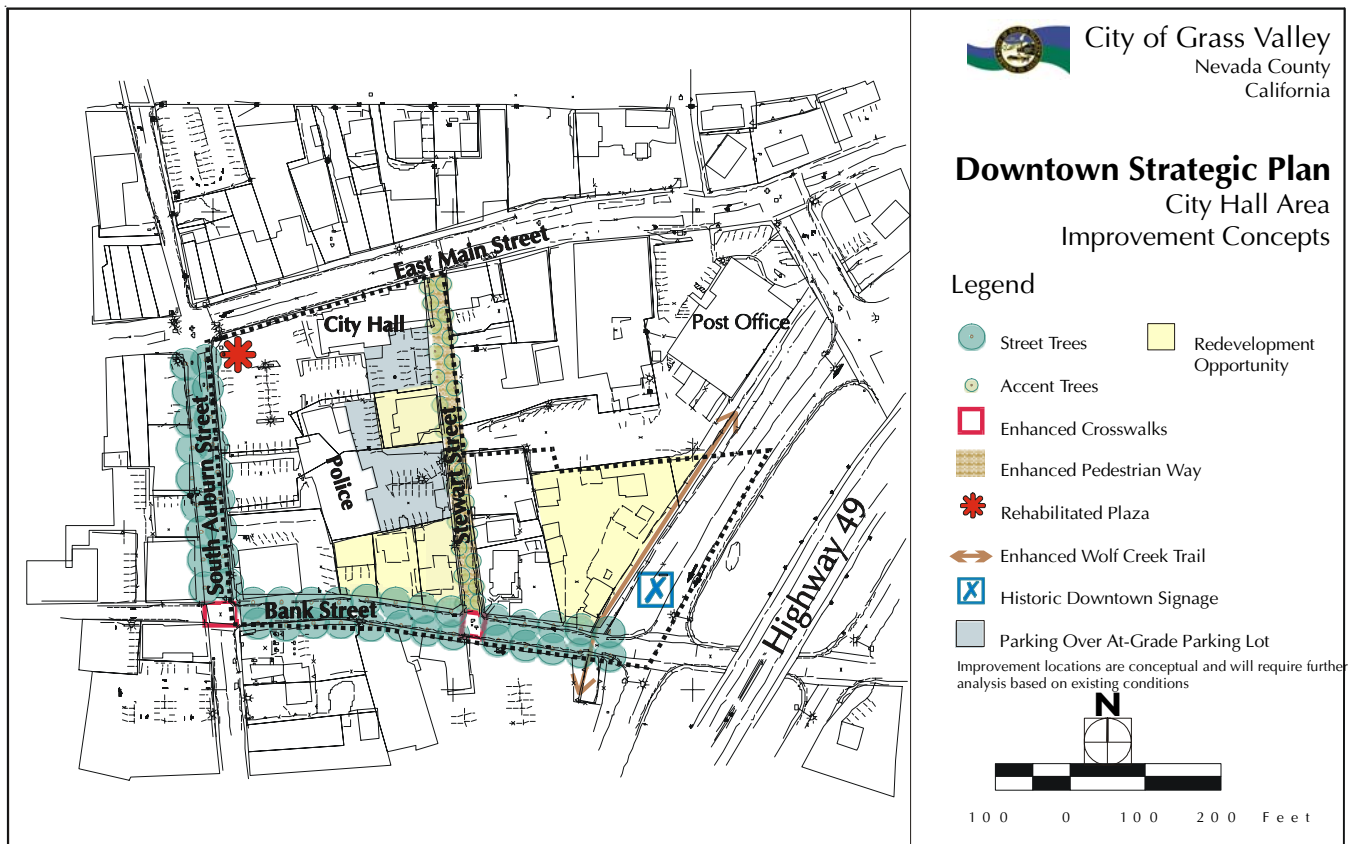 City of Grass Valley
Nevada County
California
Downtown Strategic Plan
City Hall Area
Improvement Concepts
Legend
Street Trees
Redevelopment
Opportunity
Accent Trees
Enhanced Crosswalks
Enhanced Pedestrian Way
Rehabilitated Plaza
Enhanced Wolf Creek Trail
Historic Downtown Signage
Parking Over At-Grade Parking Lot
Improvement locations are conceptual and will require further
analysis based on existing conditions
N
100 0 100 200 Feet
East Main Street
City Hall
Post Office
South Auburn Street
Police
Stewart Street
Bank Street
Highway 49